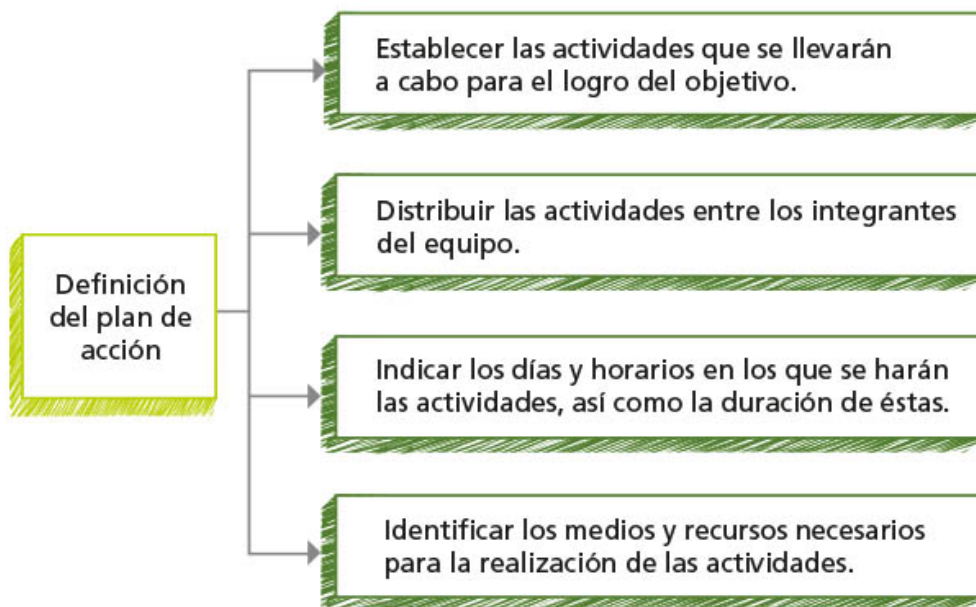 Definición
del plan de
acción
Establecer las actividades que se llevarán
a cabo para el logro del objetivo.
Distribuir las actividades entre los integrantes
del equipo.
Indicar los días y horarios en los que se harán
las actividades, así como la duración de éstas.
Identificar los medios y recursos necesarios
para la realización de las actividades.